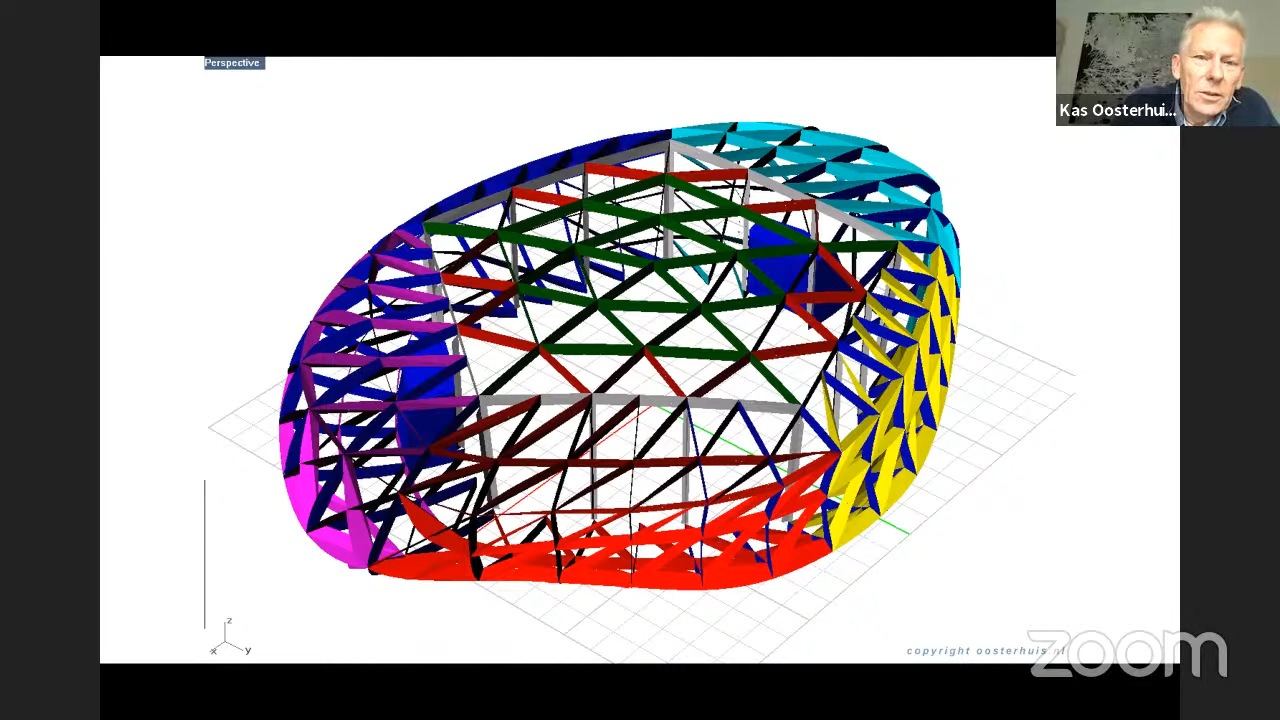 Perspective
Kas Oosterhui...
z
x
y
copyright oosterhuis.nl
zoom